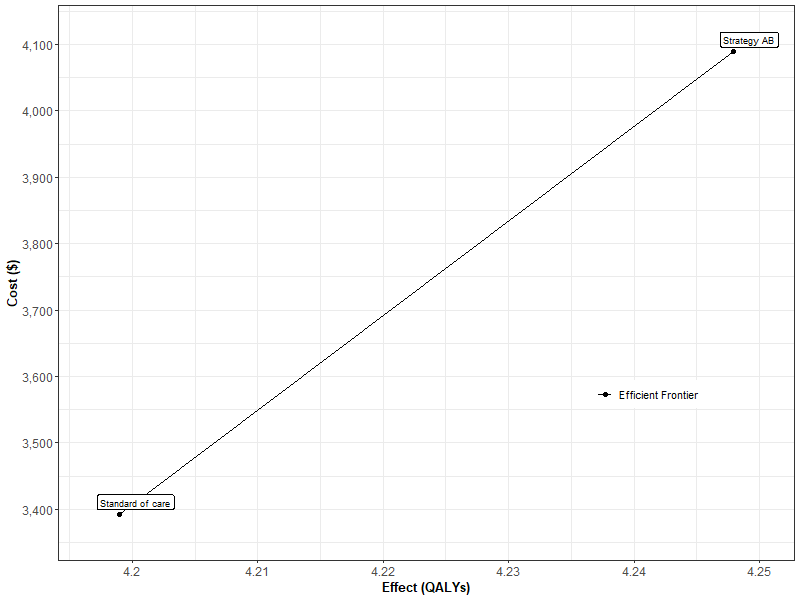 Strategy AB
4,100
4,000
3,900
3,800
3,700
3,600
3,500
3,400
Cost ($)
Efficient Frontier
Standard of care
4.2
4.21
4.22
4.23
4.24
4.25
Effect (QALYs)